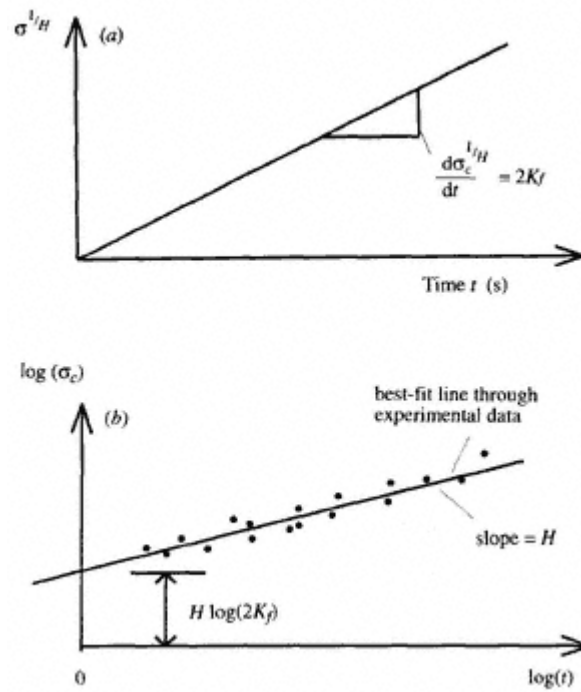 σ^{1/H}
(a)
dσ_c^{1/H}
dt
= 2K_f
Time t (s)
log (σ_c)
(b)
best-fit line through
experimental data
slope = H
H log(2K_f)
0
log(t)